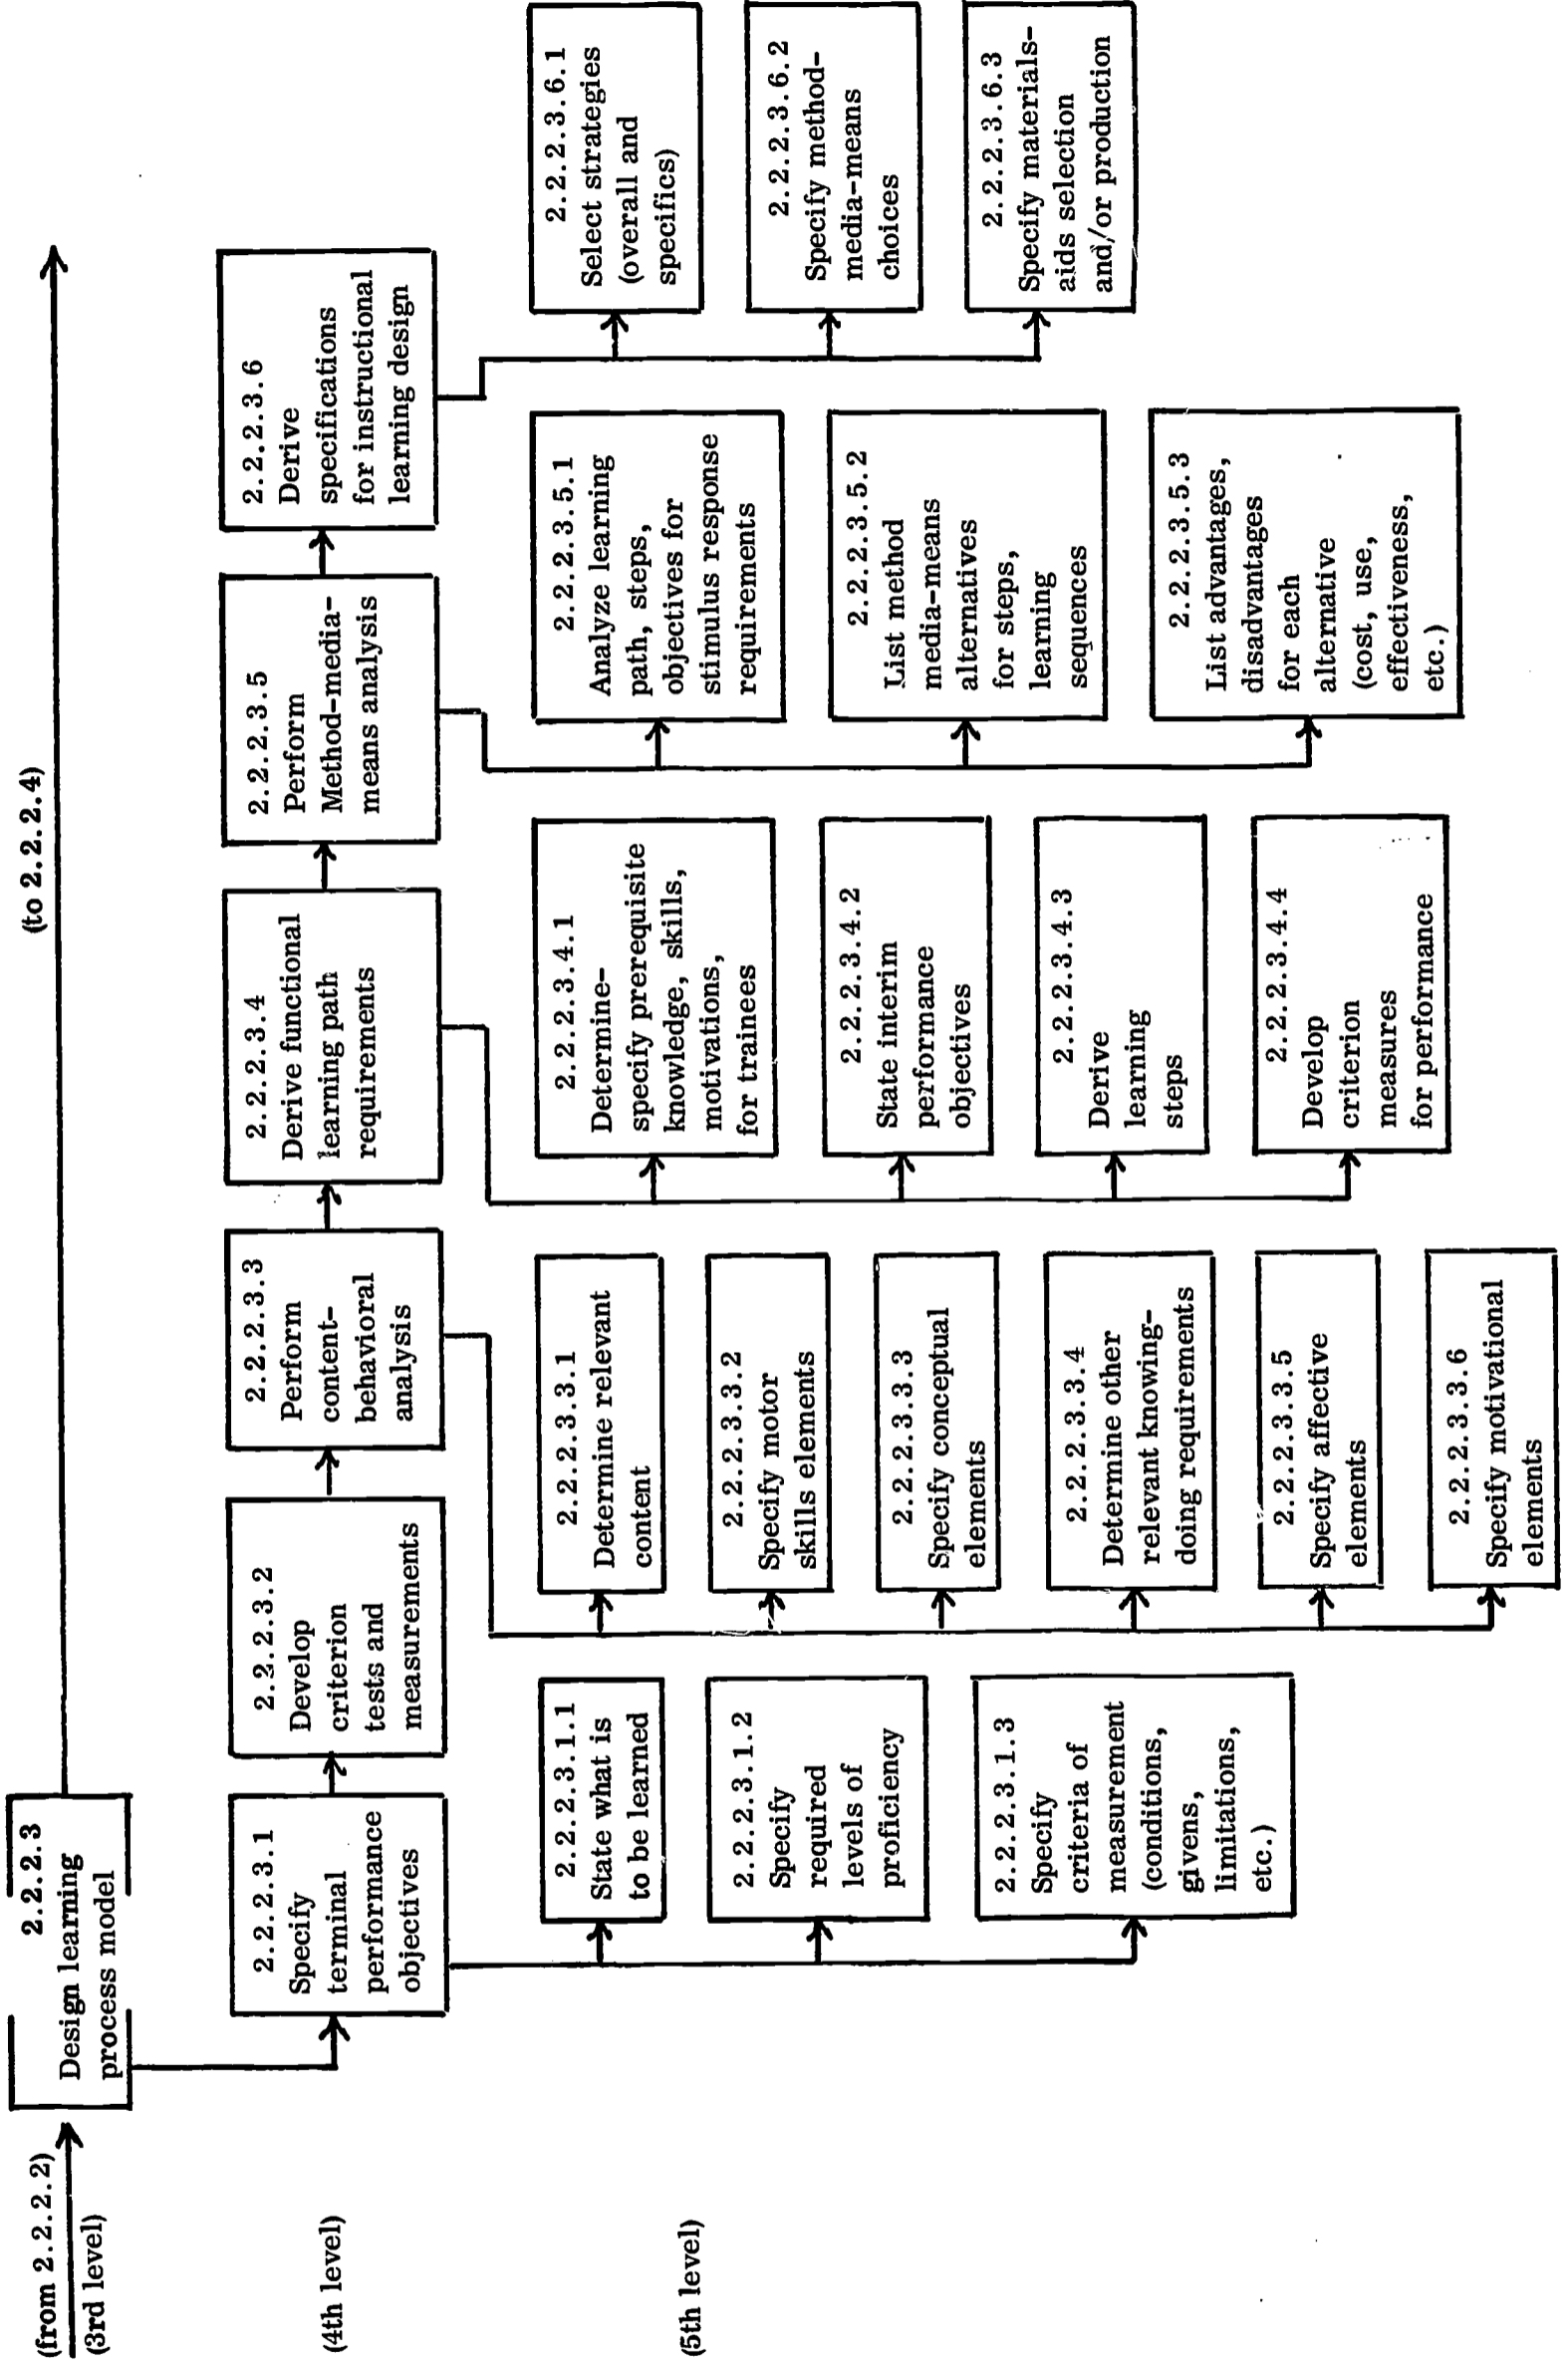 (from 2.2.2.2)
(3rd level)
2.2.2.3
Design learning
process model
(to 2.2.2.4)
(4th level)
2.2.2.3.1
Specify
terminal
performance
objectives
2.2.2.3.2
Develop
criterion
tests and
measurements
2.2.2.3.3
Perform
content-
behavioral
analysis
2.2.2.3.4
Derive functional
learning path
requirements
2.2.2.3.5
Perform
Method-media-
means analysis
2.2.2.3.6
Derive
specifications
for instructional
learning design
(5th level)
2.2.2.3.1.1
State what is
to be learned
2.2.2.3.1.2
Specify
required
levels of
proficiency
2.2.2.3.1.3
Specify
criteria of
measurement
(conditions,
givens,
limitations,
etc.)
2.2.2.3.3.1
Determine relevant
content
2.2.2.3.3.2
Specify motor
skills elements
2.2.2.3.3.3
Specify conceptual
elements
2.2.2.3.3.4
Determine other
relevant knowing-
doing requirements
2.2.2.3.3.5
Specify affective
elements
2.2.2.3.3.6
Specify motivational
elements
2.2.2.3.4.1
Determine-
specify prerequisite
knowledge, skills,
motivations,
for trainees
2.2.2.3.4.2
State interim
performance
objectives
2.2.2.3.4.3
Derive
learning
steps
2.2.2.3.4.4
Develop
criterion
measures
for performance
2.2.2.3.5.1
Analyze learning
path, steps,
objectives for
stimulus response
requirements
2.2.2.3.5.2
List method
media-means
alternatives
for steps,
learning
sequences
2.2.2.3.5.3
List advantages,
disadvantages
for each
alternative
(cost, use,
effectiveness,
etc.)
2.2.2.3.6.1
Select strategies
(overall and
specifics)
2.2.2.3.6.2
Specify method-
media-means
choices
2.2.2.3.6.3
Specify materials-
aids selection
and/or production